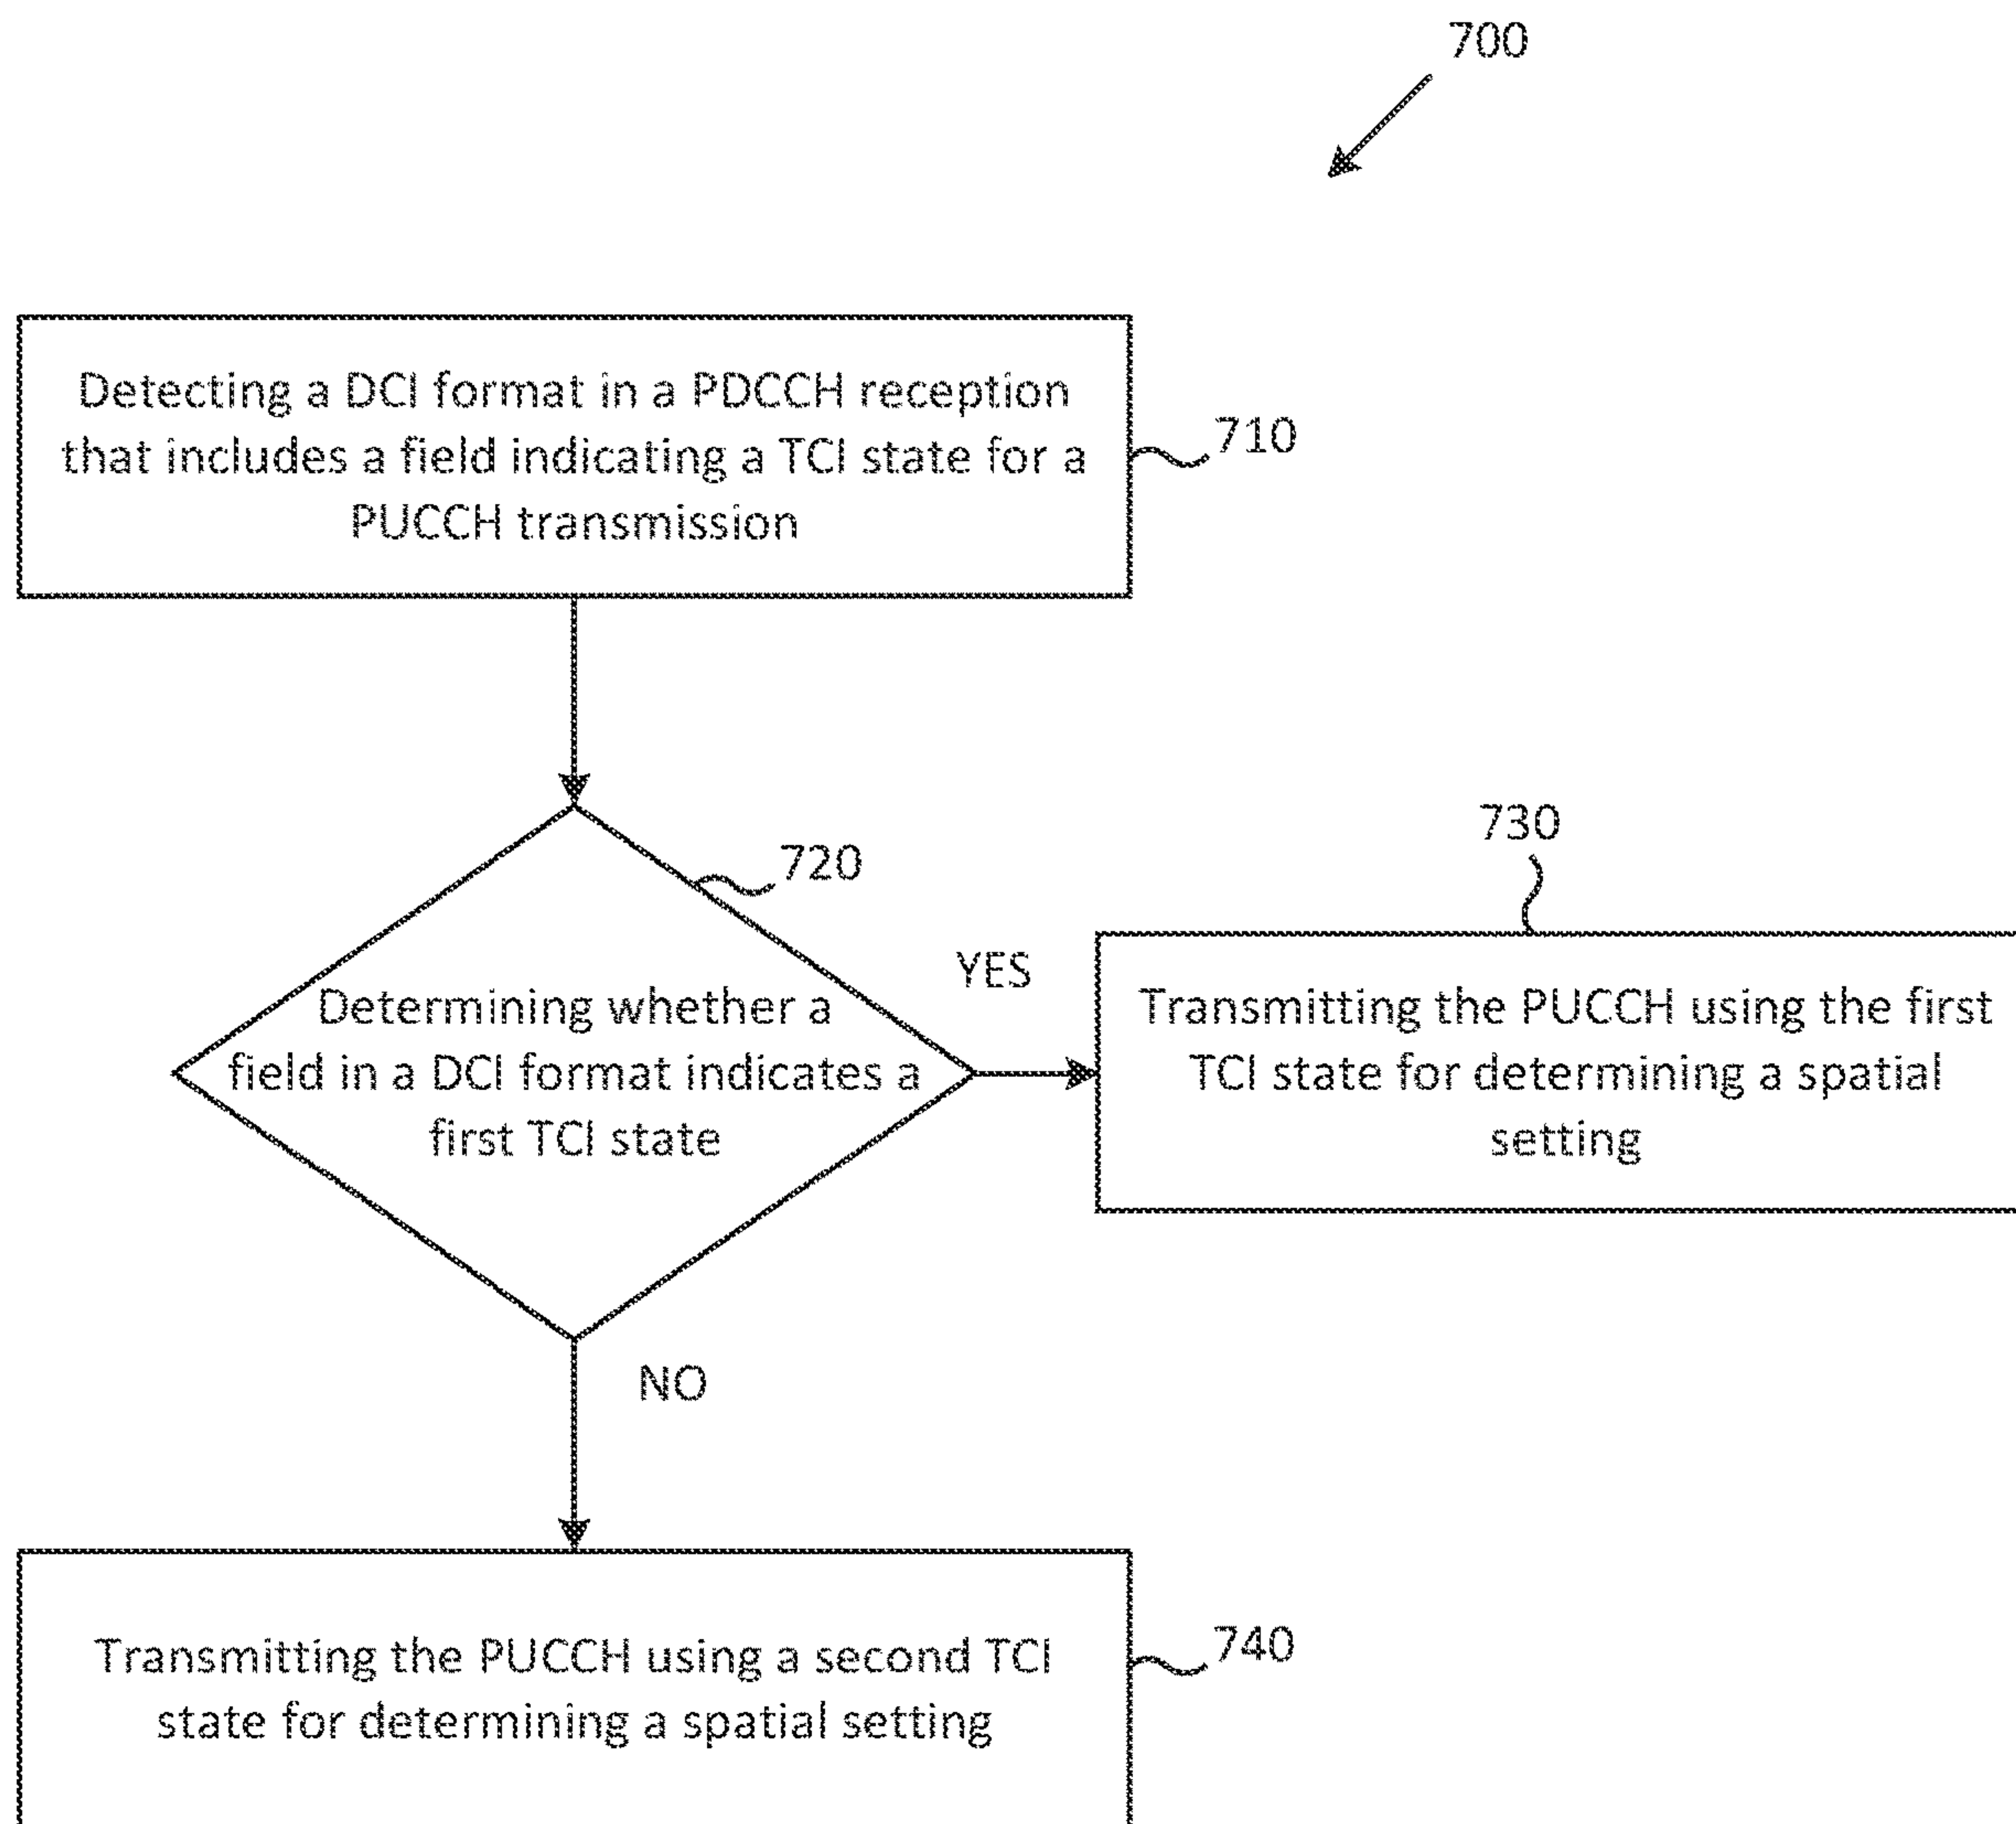 700
Detecting a DCI format in a PDCCH reception
that includes a field indicating a TCI state for a
PUCCH transmission
710
720
Determining whether a
field in a DCI format indicates a
first TCI state
YES
730
Transmitting the PUCCH using the first
TCI state for determining a spatial
setting
NO
Transmitting the PUCCH using a second TCI
state for determining a spatial setting
740